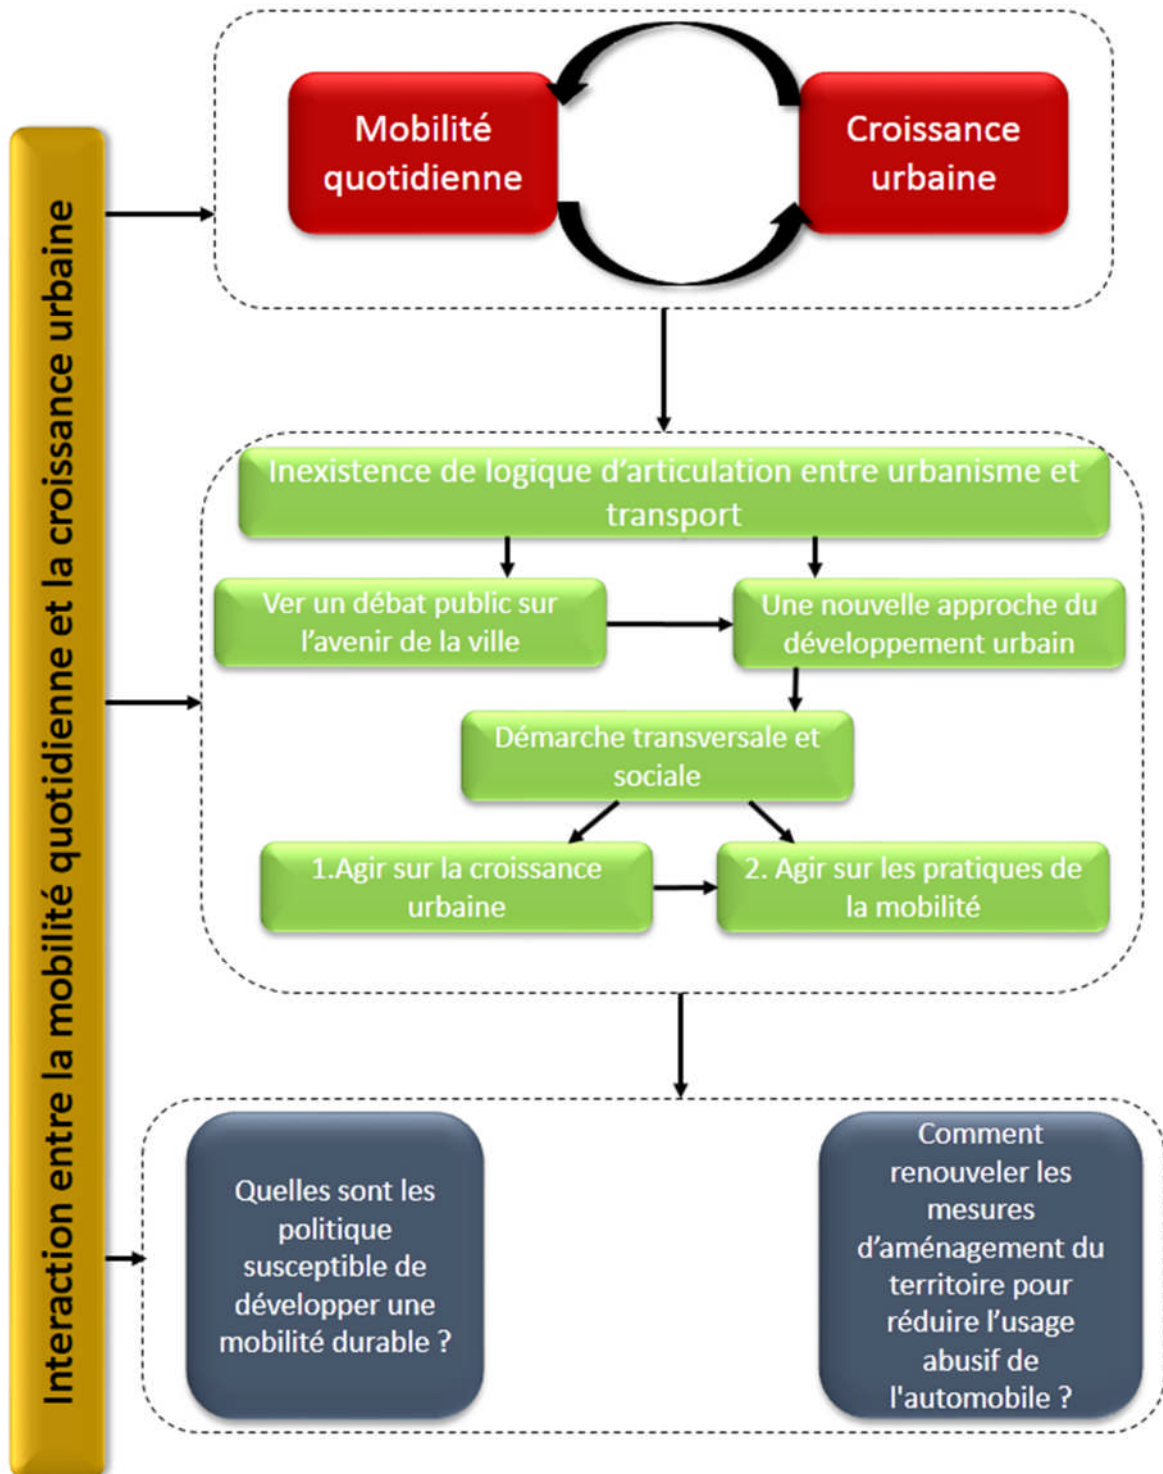 Interaction entre la mobilité quotidienne et la croissance urbaine
Mobilité
quotidienne
Croissance
urbaine
Inexistence de logique d’articulation entre urbanisme et
transport
Ver un débat public sur
l’avenir de la ville
Une nouvelle approche du
développement urbain
Démarche transversale et
sociale
1.Agir sur la croissance
urbaine
2. Agir sur les pratiques de
la mobilité
Quelles sont les
politique
susceptible de
développer une
mobilité durable ?
Comment
renouveler les
mesures
d’aménagement du
territoire pour
réduire l’usage
abusif de
l'automobile ?